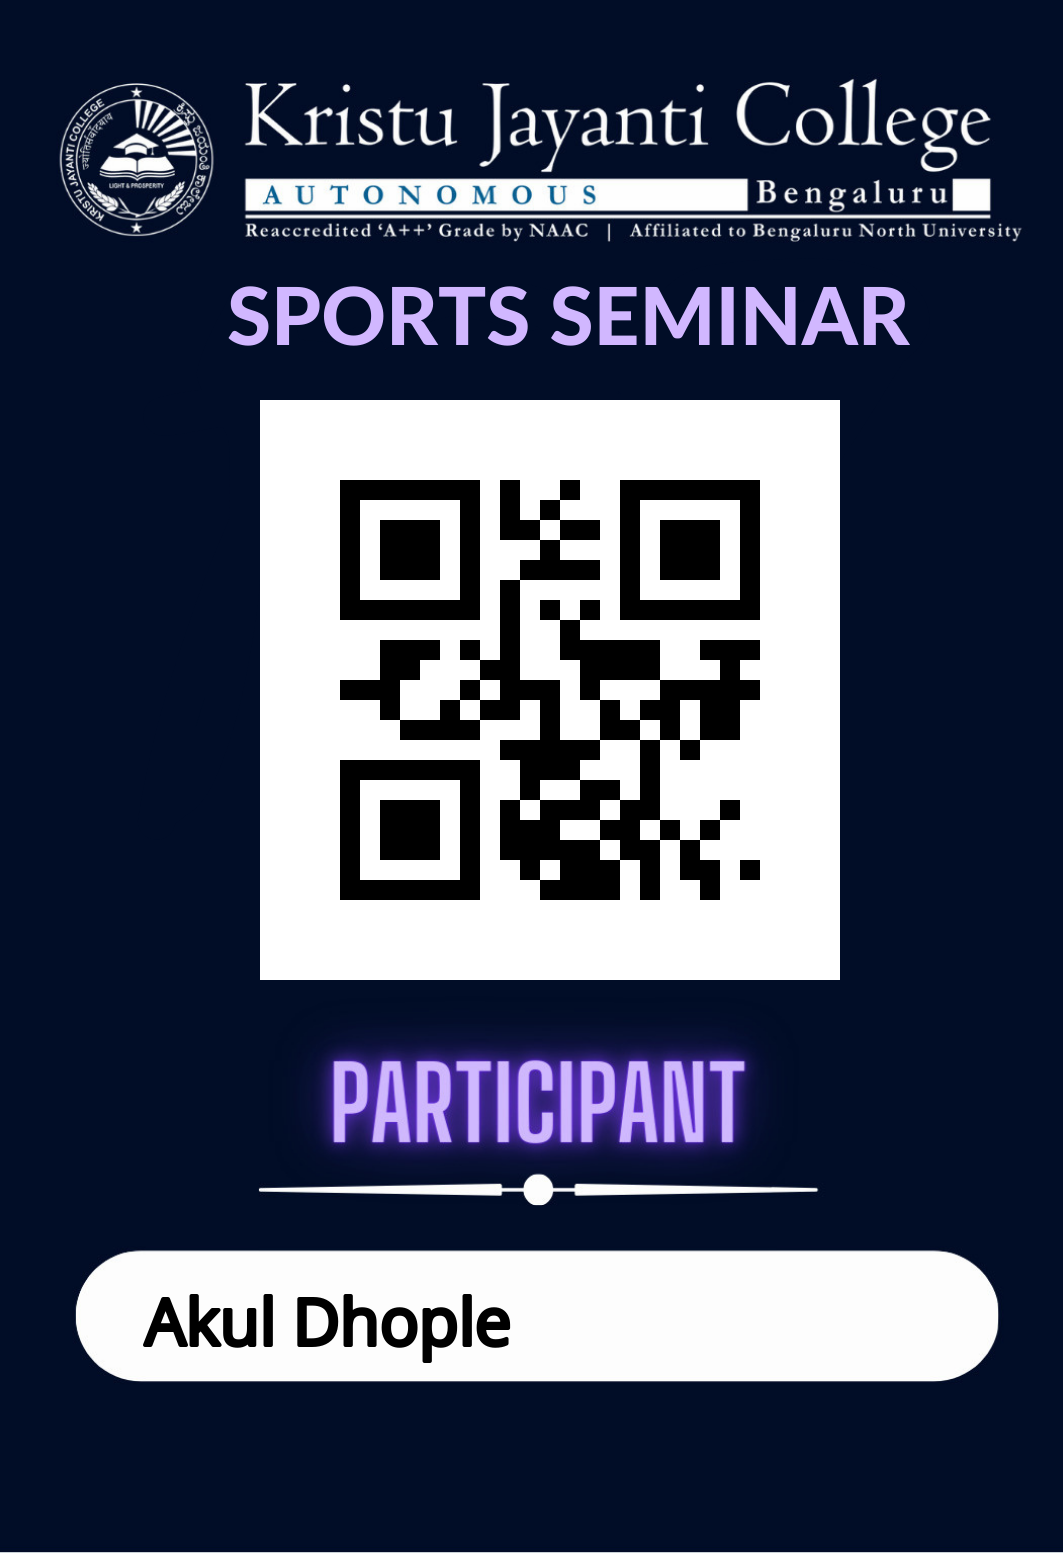 KRISTU JAYANTI COLLEGE
ಕ್ರಿಸ್ತು ಜಯಂತಿ ಕಾಲೇಜು
LIGHT & PROSPERITY
Kristu Jayanti College
AUTONOMOUS Bengaluru
Reaccredited ‘A++’ Grade by NAAC | Affiliated to Bengaluru North University
SPORTS SEMINAR
PARTICIPANT
Akul Dhople